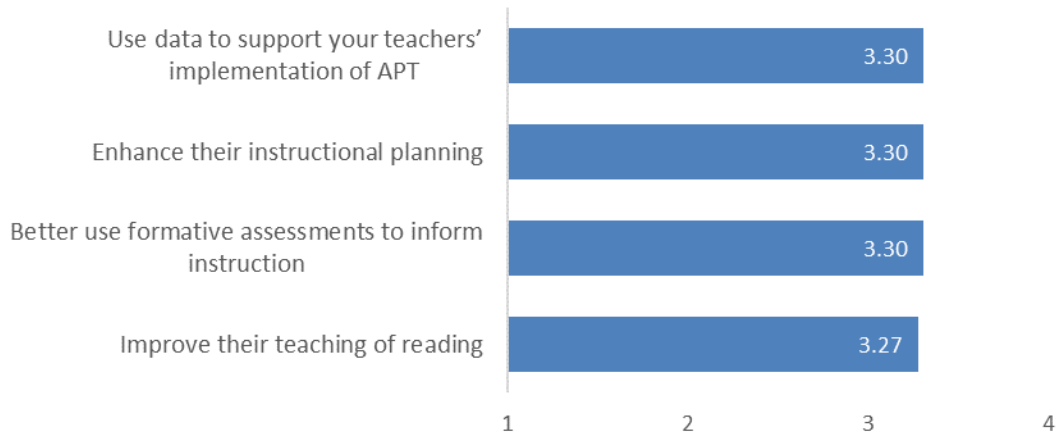 Use data to support your teachers’
implementation of APT
3.30
Enhance their instructional planning
3.30
Better use formative assessments to inform
instruction
3.30
Improve their teaching of reading
3.27
1 2 3 4